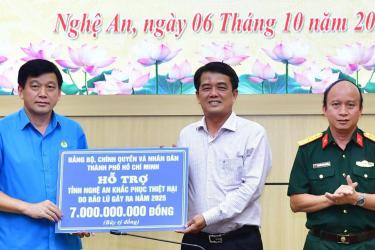 Nghệ An, ngày 06 Tháng 10 năm 20
ĐẢNG BỘ, CHÍNH QUYỀN VÀ NHÂN DÂN
THÀNH PHỐ HỒ CHÍ MINH
HỖ TRỢ
TỈNH NGHỆ AN KHẮC PHỤC THIỆT HẠI
DO BÃO LŨ GÂY RA NĂM 2025
7.000.000.000 ĐỒNG
(Bảy tỷ đồng)